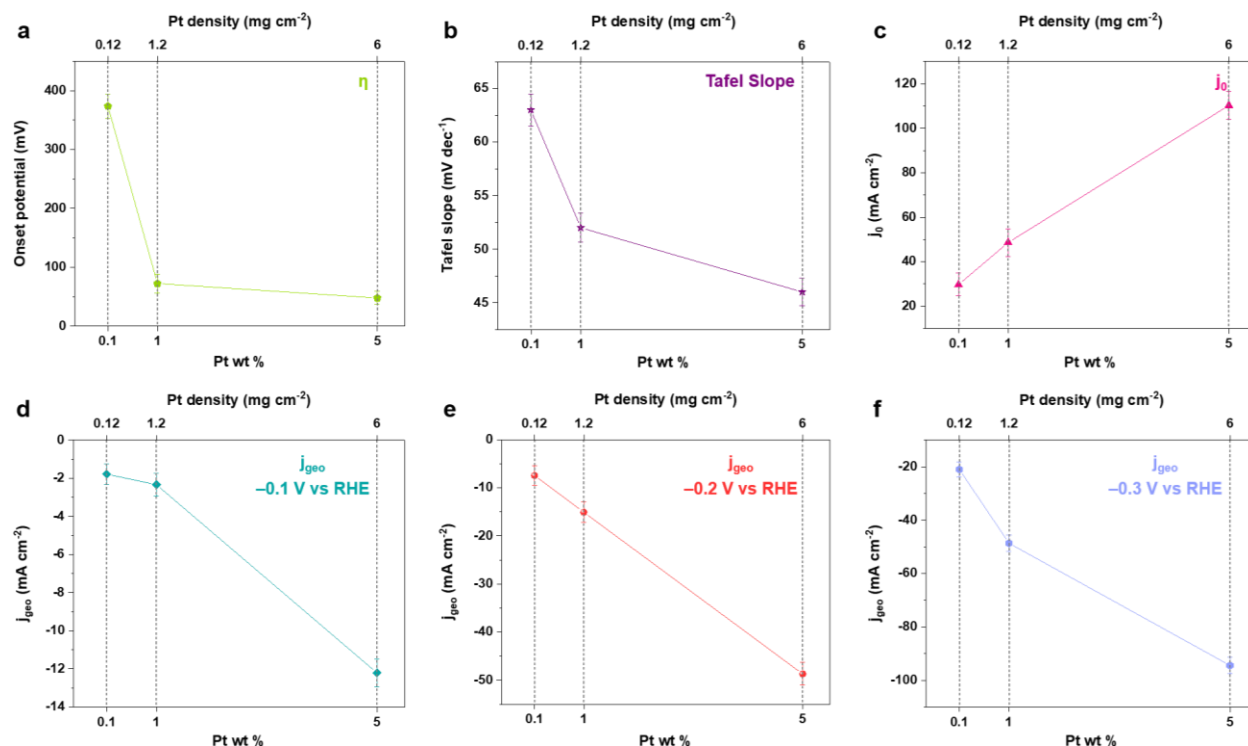 a
Pt density (mg cm⁻²)
0.12 1.2 6
η
Onset potential (mV)
400
300
200
100
0
0.1 1 5
Pt wt %
b
Pt density (mg cm⁻²)
0.12 1.2 6
Tafel Slope
Tafel slope (mV dec⁻¹)
65
60
55
50
45
0.1 1 5
Pt wt %
c
Pt density (mg cm⁻²)
0.12 1.2 6
j₀
j₀ (mA cm⁻²)
120
100
80
60
40
20
0.1 1 5
Pt wt %
d
Pt density (mg cm⁻²)
0.12 1.2 6
jgeo
–0.1 V vs RHE
jgeo (mA cm⁻²)
0
-2
-4
-6
-8
-10
-12
-14
0.1 1 5
Pt wt %
e
Pt density (mg cm⁻²)
0.12 1.2 6
jgeo
–0.2 V vs RHE
jgeo (mA cm⁻²)
0
-10
-20
-30
-40
-50
0.1 1 5
Pt wt %
f
Pt density (mg cm⁻²)
0.12 1.2 6
jgeo
–0.3 V vs RHE
jgeo (mA cm⁻²)
-20
-40
-60
-80
-100
0.1 1 5
Pt wt %